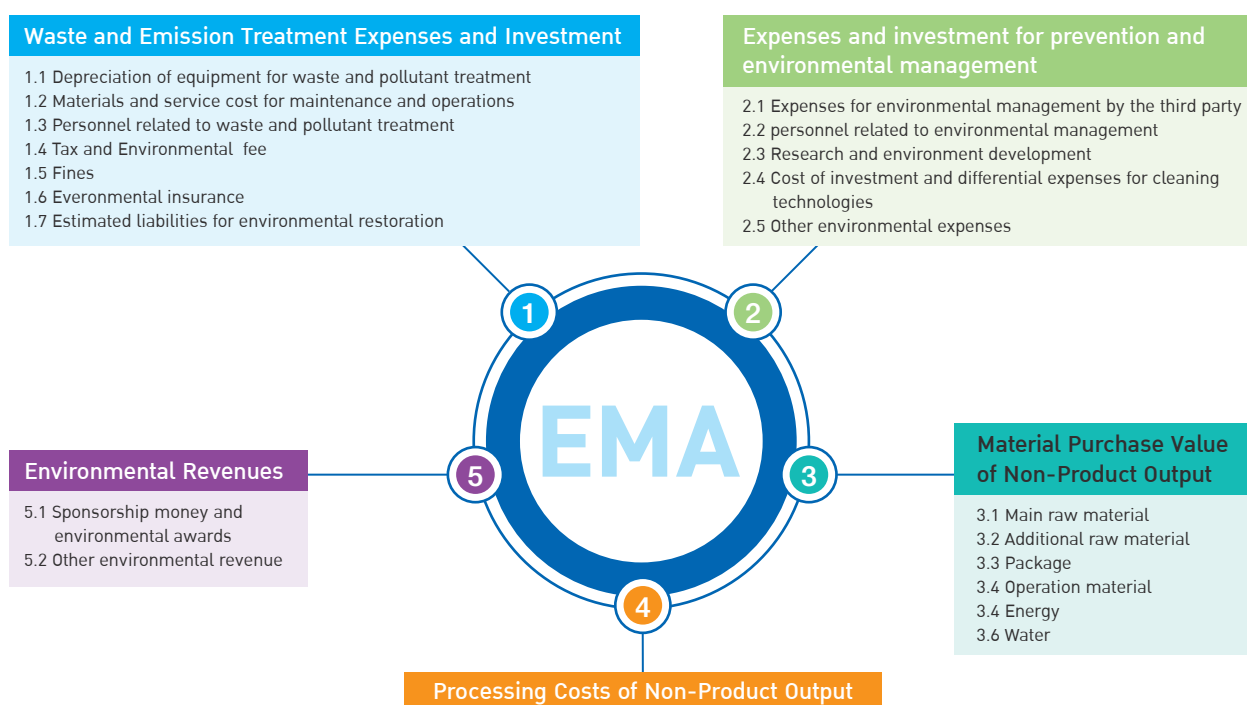 Waste and Emission Treatment Expenses and Investment
1.1 Depreciation of equipment for waste and pollutant treatment
1.2 Materials and service cost for maintenance and operations
1.3 Personnel related to waste and pollutant treatment
1.4 Tax and Environmental fee
1.5 Fines
1.6 Everonmental insurance
1.7 Estimated liabilities for environmental restoration
Expenses and investment for prevention and
environmental management
2.1 Expenses for environmental management by the third party
2.2 personnel related to environmental management
2.3 Research and environment development
2.4 Cost of investment and differential expenses for cleaning
technologies
2.5 Other environmental expenses
1
2
EMA
5
3
4
Environmental Revenues
5.1 Sponsorship money and
environmental awards
5.2 Other environmental revenue
Material Purchase Value
of Non-Product Output
3.1 Main raw material
3.2 Additional raw material
3.3 Package
3.4 Operation material
3.4 Energy
3.6 Water
Processing Costs of Non-Product Output